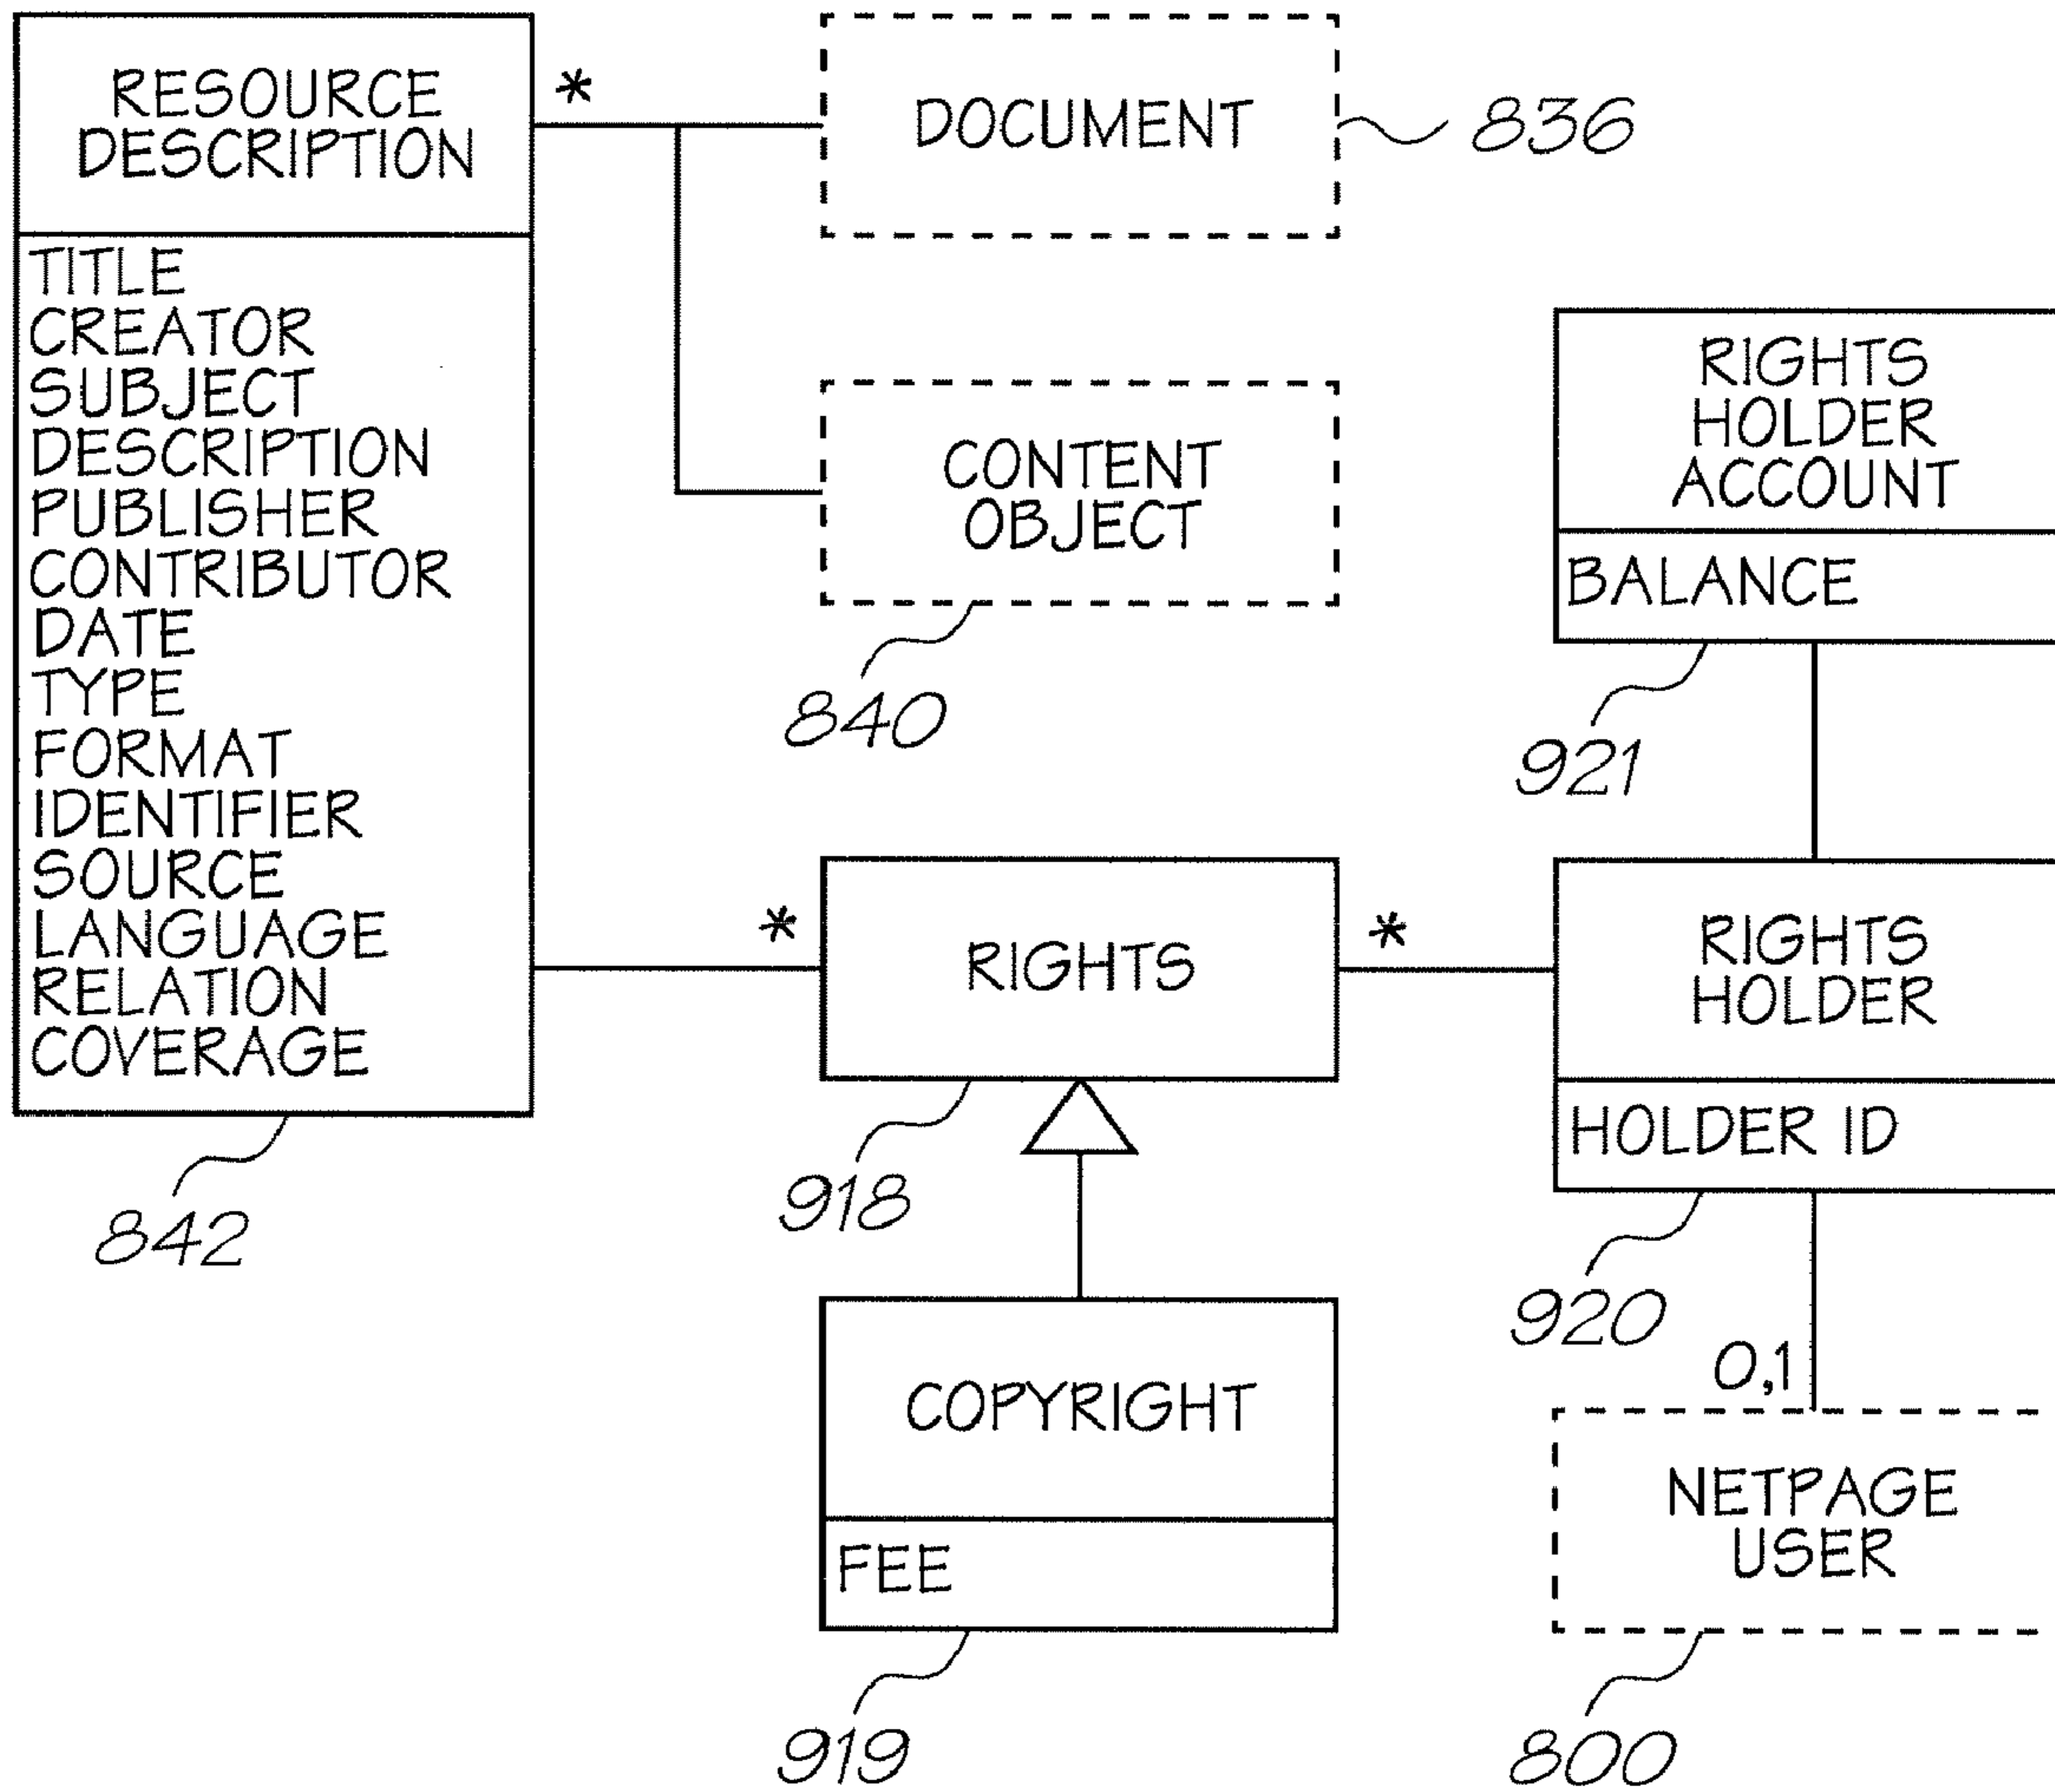 RESOURCE
DESCRIPTION
TITLE
CREATOR
SUBJECT
DESCRIPTION
PUBLISHER
CONTRIBUTOR
DATE
TYPE
FORMAT
IDENTIFIER
SOURCE
LANGUAGE
RELATION
COVERAGE
842
*
DOCUMENT
836
CONTENT
OBJECT
840
RIGHTS
HOLDER
ACCOUNT
BALANCE
921
*
RIGHTS
*
918
RIGHTS
HOLDER
HOLDER ID
920
0,1
COPYRIGHT
FEE
919
NETPAGE
USER
800